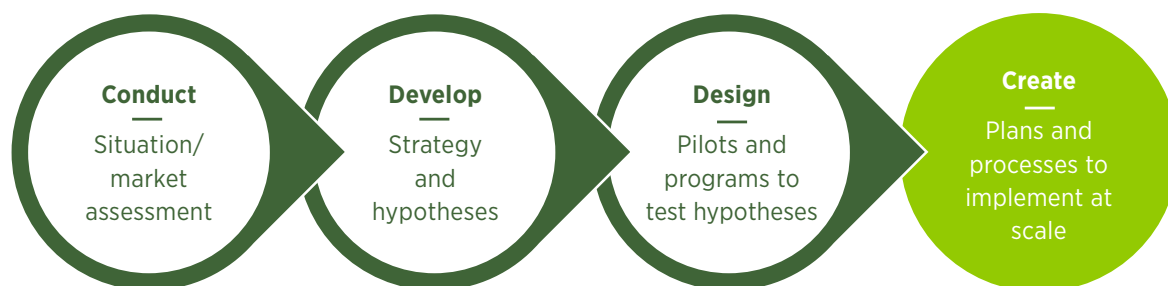 Conduct
Situation/
market
assessment
Develop
Strategy
and
hypotheses
Design
Pilots and
programs to
test hypotheses
Create
Plans and
processes to
implement at
scale